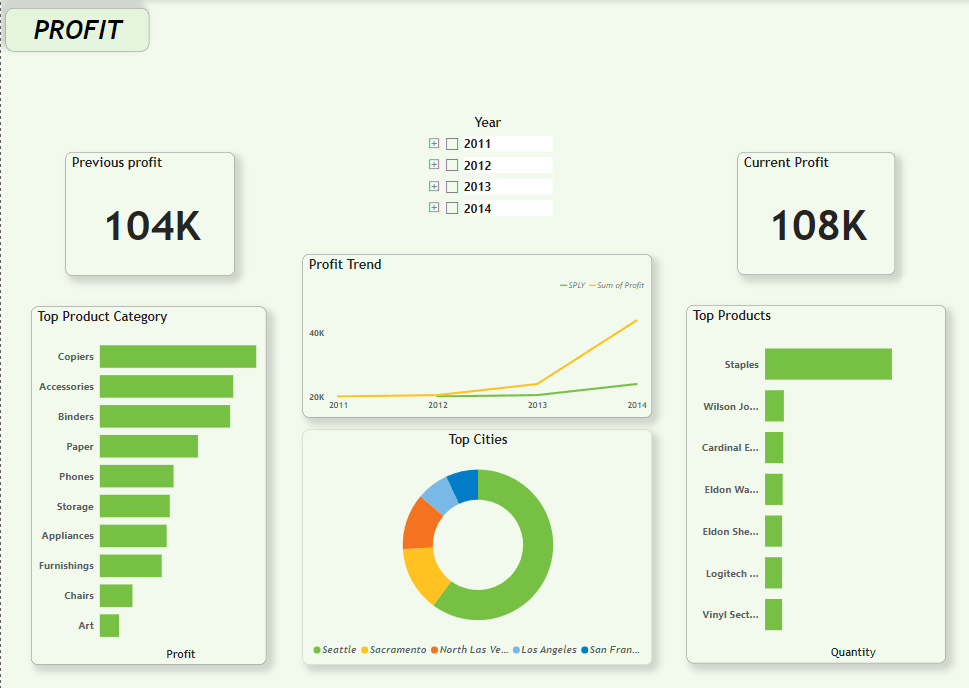 PROFIT
Year
2011
2012
2013
2014
Previous profit
104K
Current Profit
108K
Profit Trend
SPLY Sum of Profit
40K
20K
2011 2012 2013 2014
Top Product Category
Copiers
Accessories
Binders
Paper
Phones
Storage
Appliances
Furnishings
Chairs
Art
Profit
Top Cities
Seattle Sacramento North Las Ve... Los Angeles San Fran...
Top Products
Staples
Wilson Jo...
Cardinal E...
Eldon Wa...
Eldon She...
Logitech ...
Vinyl Sect...
Quantity